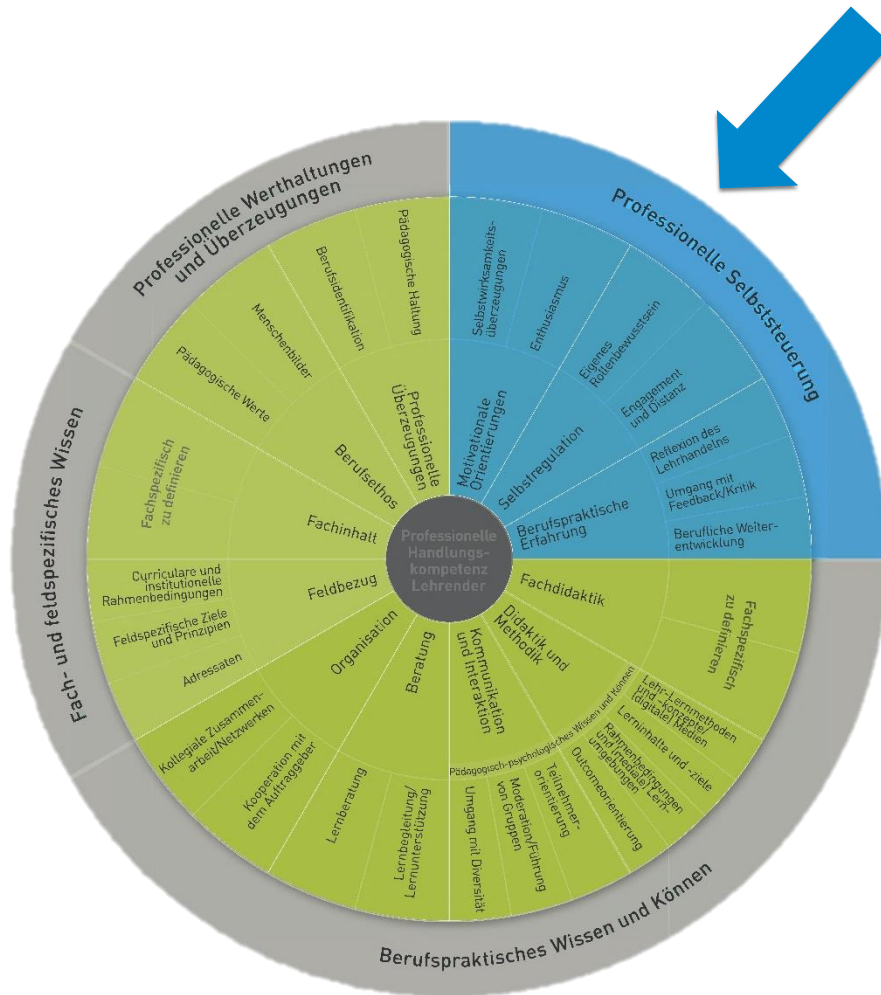 Professionelle Werthaltungen
und Überzeugungen
Professionelle Selbststeuerung
Fach- und feldspezifisches Wissen
Berufspraktisches Wissen und Können
Professionelle
Handlungs-
kompetenz
Lehrender
Motivationale
Orientierungen
Selbstwirksamkeits-
überzeugungen
Enthusiasmus
Selbstregulation
Eigenes
Rollenbewusstsein
Engagement
und Distanz
Berufspraktische
Erfahrung
Reflexion des
Lehrhandelns
Umgang mit
Feedback/Kritik
Berufliche Weiter-
entwicklung
Fachdidaktik
Fachspezifisch
zu definieren
Didaktik und
Methodik
Lehr-Lernmethoden
und -konzepte/
(digitale) Medien
Lerninhalte und -ziele
Rahmenbedingungen
und (mediale) Lern-
umgebungen
Outcomeorientierung
Pädagogisch-psychologisches Wissen und Können
Kommunikation
und Interaktion
Teilnehmer-
orientierung
Moderation/Führung
von Gruppen
Umgang mit Diversität
Beratung
Lernbegleitung/
Lernunterstützung
Lernberatung
Organisation
Kooperation mit
dem Auftraggeber
Kollegiale Zusammen-
arbeit/Netzwerken
Feldbezug
Adressaten
Feldspezifische Ziele
und Prinzipien
Curriculare und
institutionelle
Rahmenbedingungen
Fachinhalt
Fachspezifisch
zu definieren
Berufsethos
Pädagogische Werte
Menschenbilder
Professionelle
Überzeugungen
Berufsidentifikation
Pädagogische Haltung